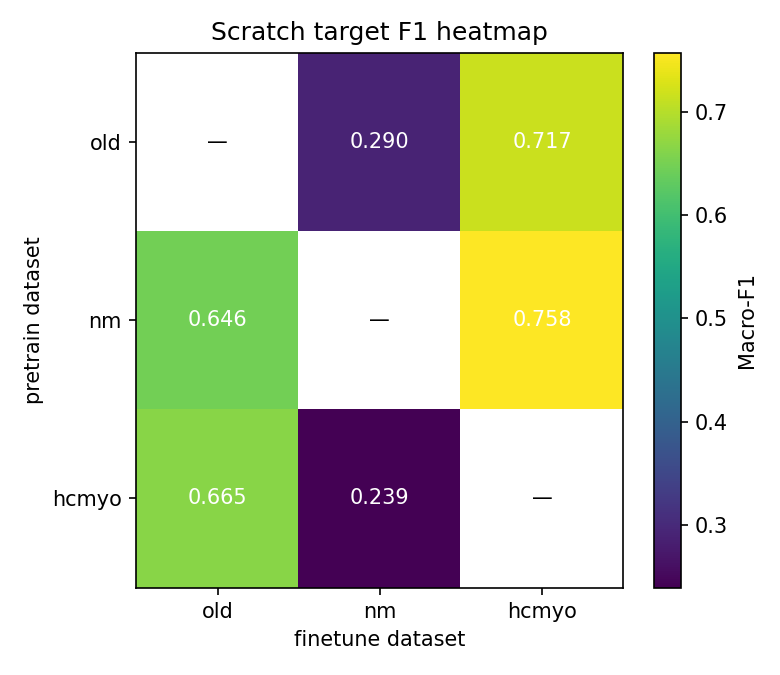 Scratch target F1 heatmap
old
—
0.290
0.717
nm
0.646
—
0.758
hcmyo
0.665
0.239
—
old
nm
hcmyo
finetune dataset
pretrain dataset
0.7
0.6
0.5
0.4
0.3
Macro-F1